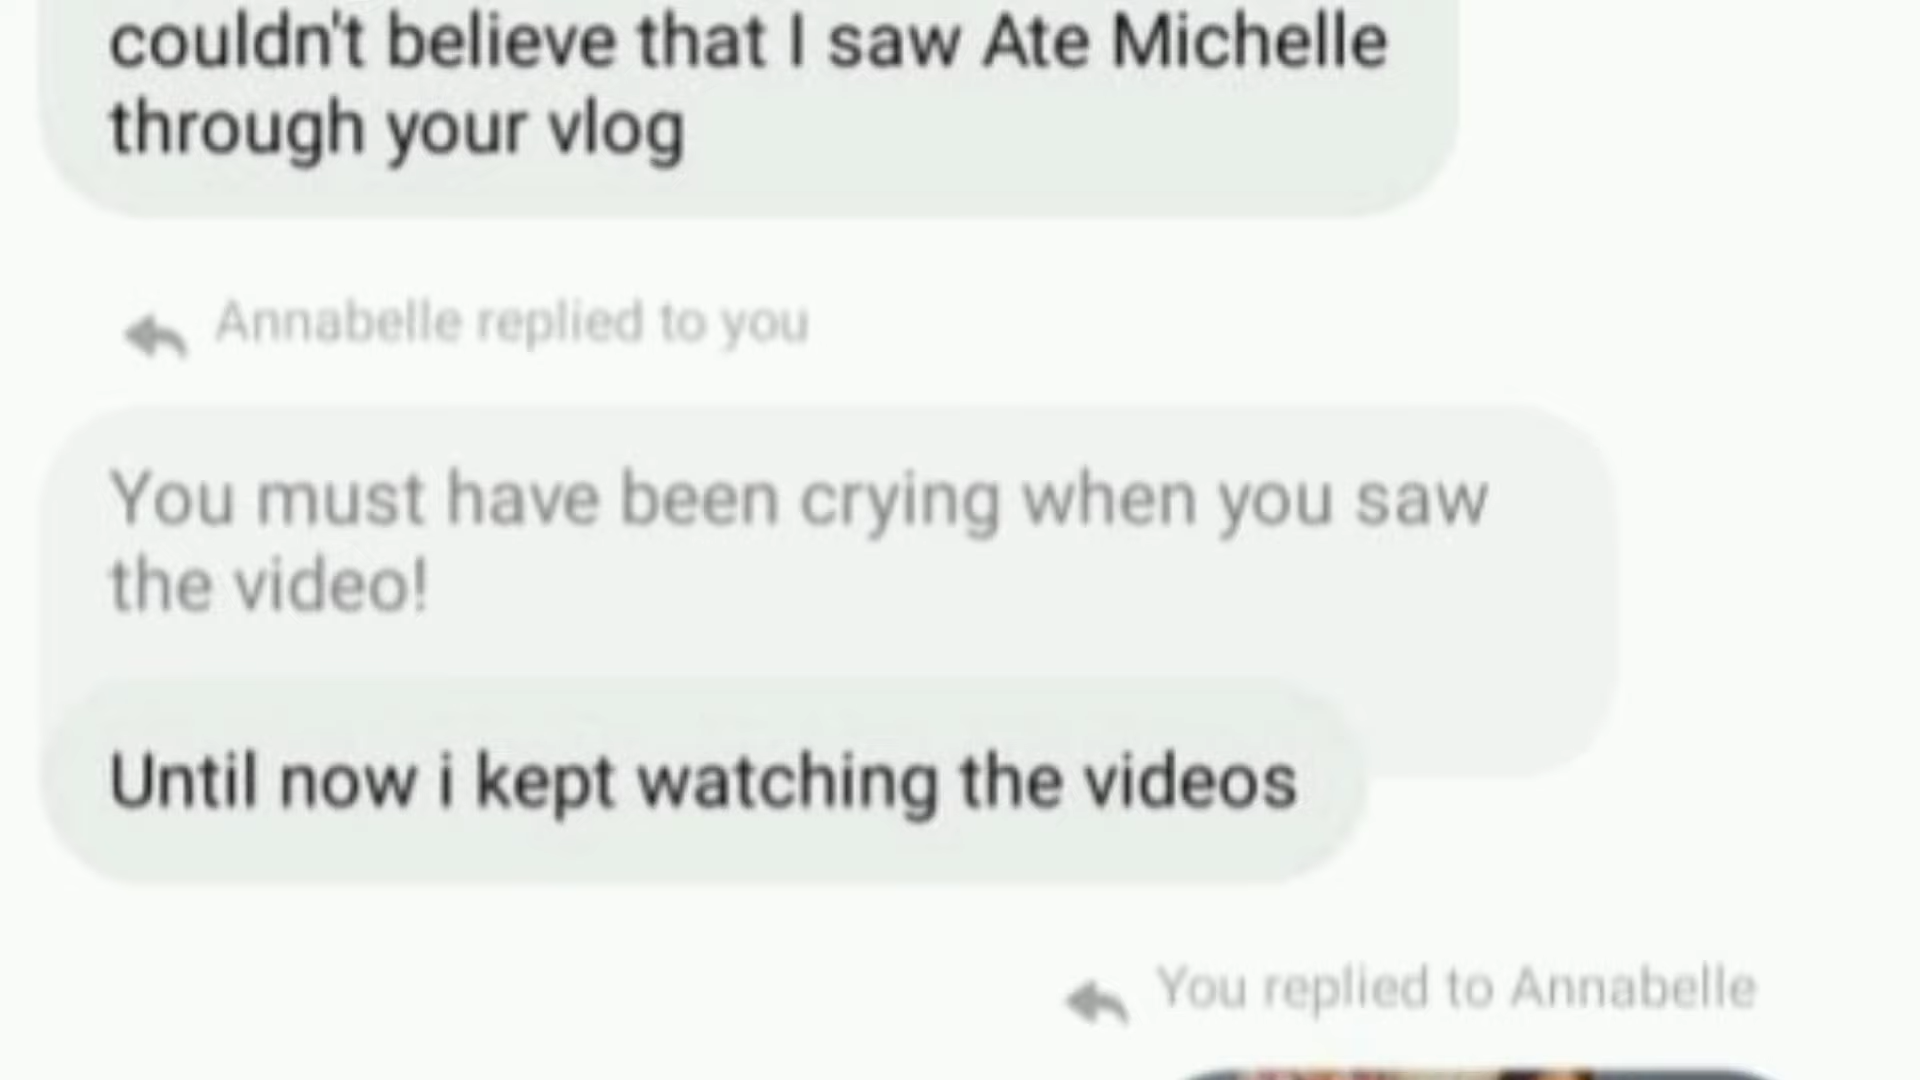 couldn't believe that I saw Ate Michelle
through your vlog
Annabelle replied to you
You must have been crying when you saw
the video!
Until now i kept watching the videos
You replied to Annabelle